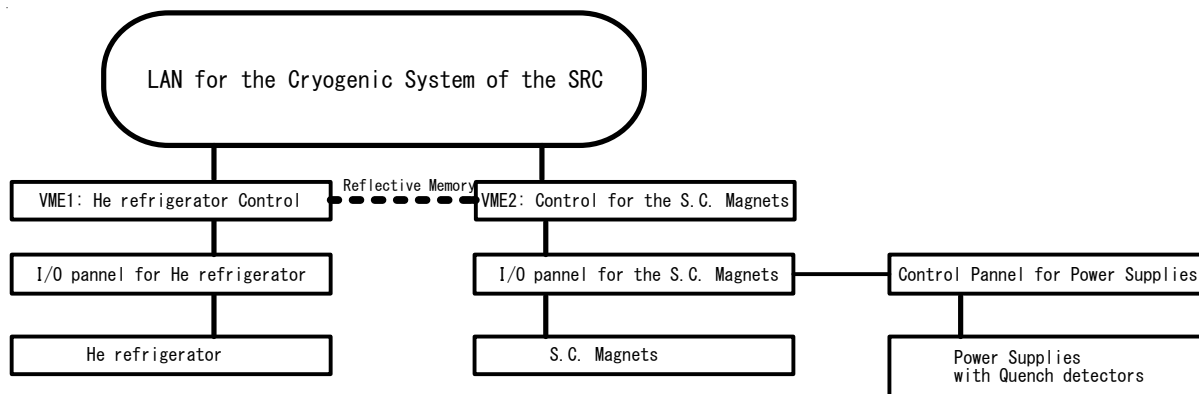 LAN for the Cryogenic System of the SRC
Reflective Memory
VME1: He refrigerator Control
VME2: Control for the S.C. Magnets
I/O pannel for He refrigerator
I/O pannel for the S.C. Magnets
Control Pannel for Power Supplies
He refrigerator
S.C. Magnets
Power Supplies
with Quench detectors